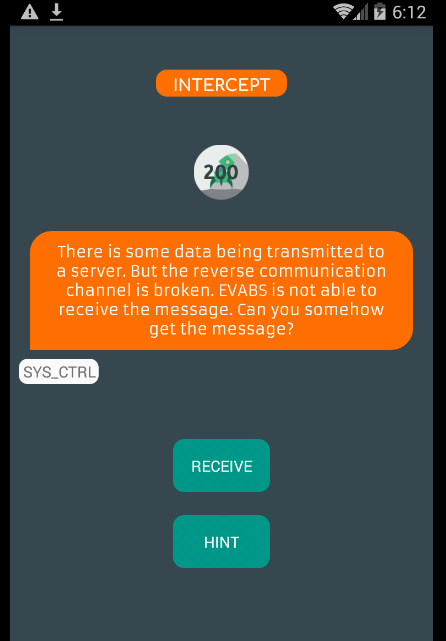 6:12
INTERCEPT
200
There is some data being transmitted to
a server. But the reverse communication
channel is broken. EVABS is not able to
receive the message. Can you somehow
get the message?
SYS_CTRL
RECEIVE
HINT